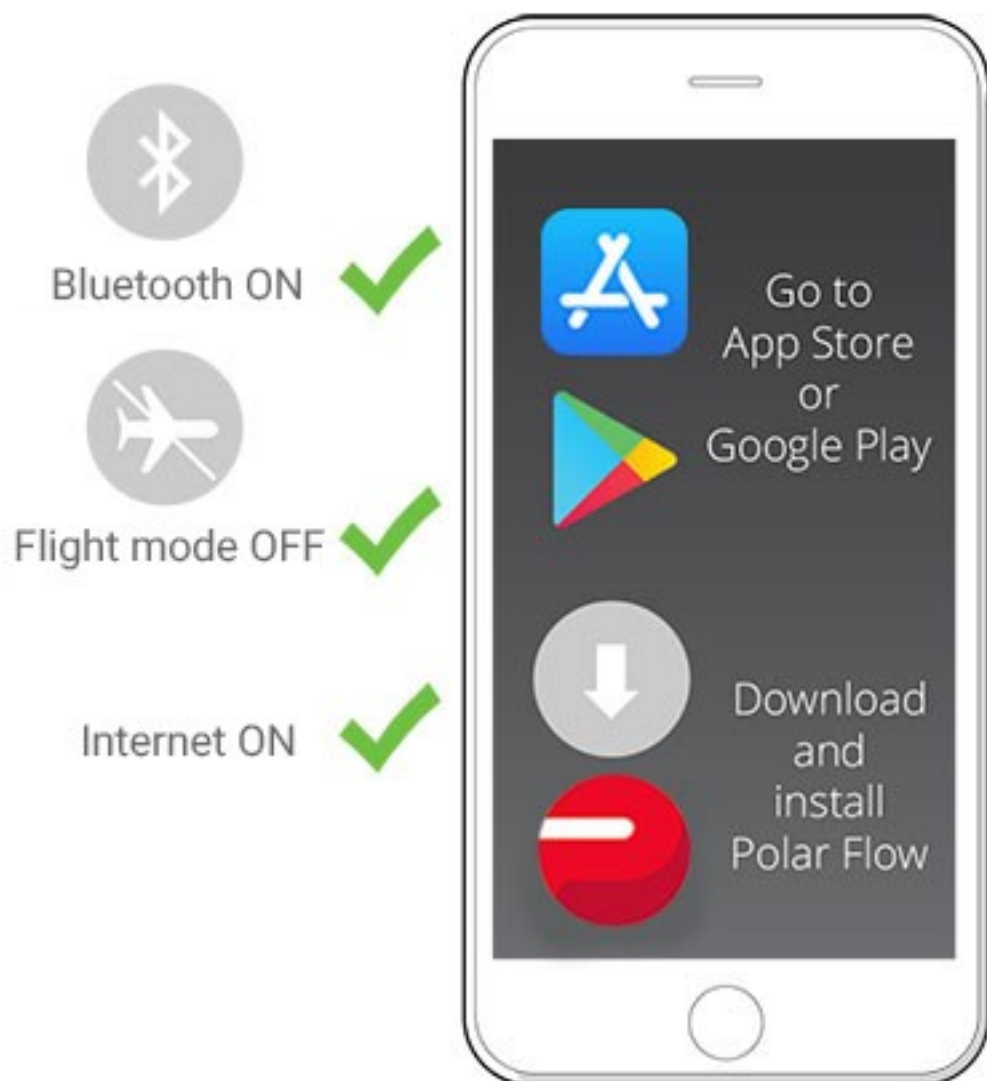 Bluetooth ON
Flight mode OFF
Internet ON
Go to
App Store
or
Google Play
Download
and
install
Polar Flow